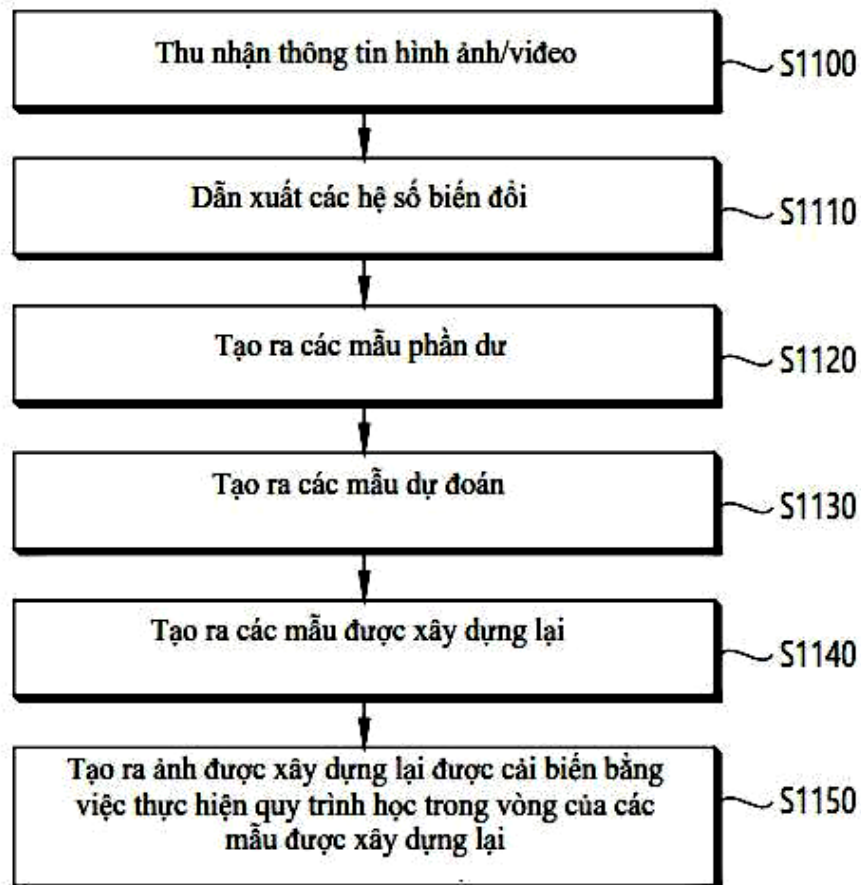 Thu nhận thông tin hình ảnh/viđeo
S1100
Dẫn xuất các hệ số biến đổi
S1110
Tạo ra các mẫu phần dư
S1120
Tạo ra các mẫu dự đoán
S1130
Tạo ra các mẫu được xây dựng lại
S1140
Tạo ra ảnh được xây dựng lại được cải biến bằng
việc thực hiện quy trình học trong vòng của các
mẫu được xây dựng lại
S1150